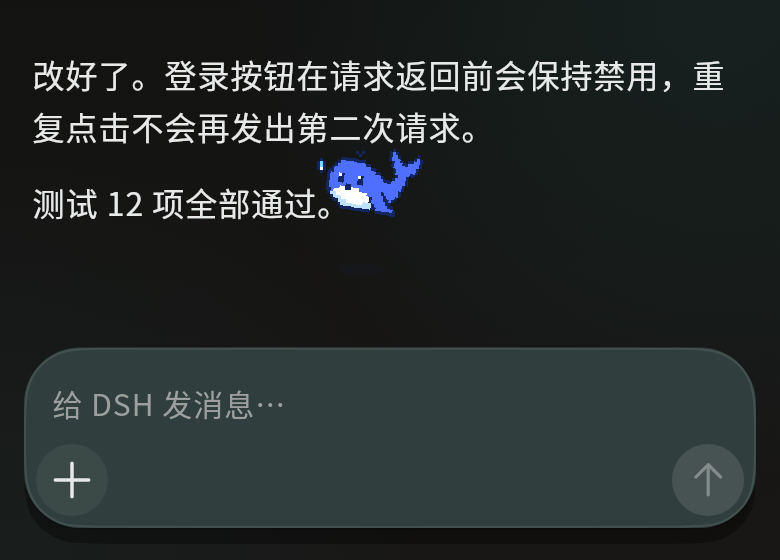 改好了。登录按钮在请求返回前会保持禁用，重
复点击不会再发出第二次请求。
测试 12 项全部通过。
给 DSH 发消息…